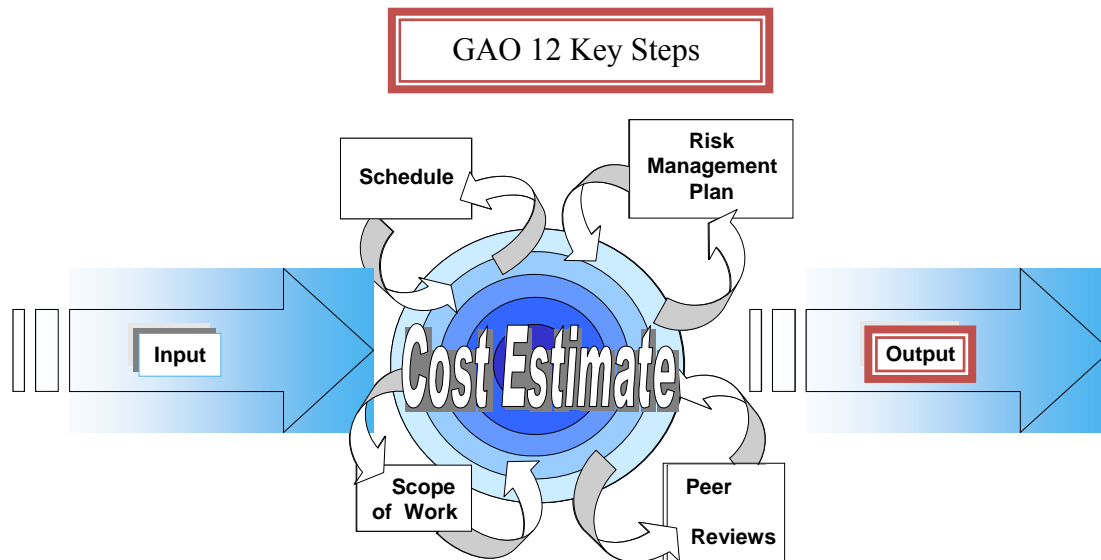 GAO 12 Key Steps
Schedule
Risk
Management
Plan
Input
Cost Estimate
Output
Scope
of Work
Peer
Reviews